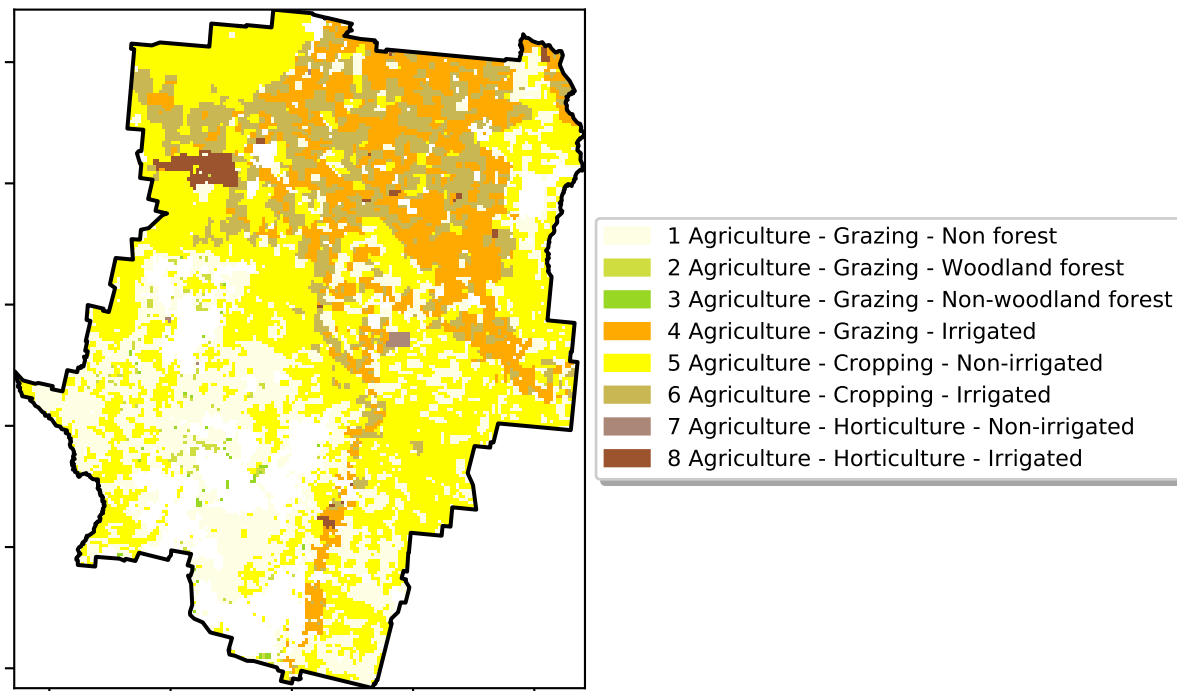 1 Agriculture - Grazing - Non forest
2 Agriculture - Grazing - Woodland forest
3 Agriculture - Grazing - Non-woodland forest
4 Agriculture - Grazing - Irrigated
5 Agriculture - Cropping - Non-irrigated
6 Agriculture - Cropping - Irrigated
7 Agriculture - Horticulture - Non-irrigated
8 Agriculture - Horticulture - Irrigated